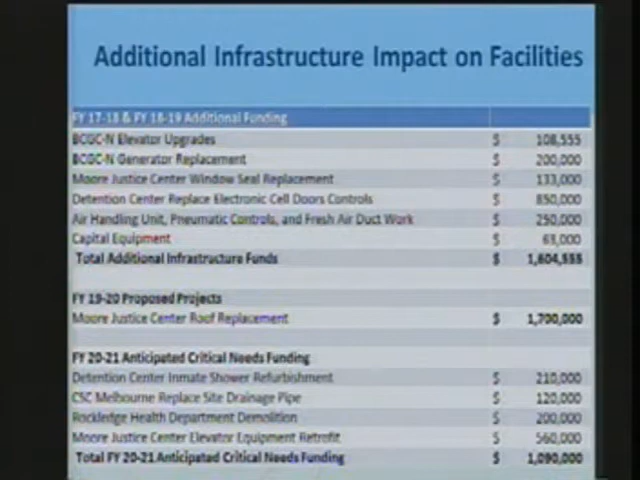 Additional Infrastructure Impact on Facilities
FY 17-18 & FY 18-19 Additional Funding
BCGC-N Elevator Upgrades $ 108,555
BCGC-N Generator Replacement $ 200,000
Moore Justice Center Window Seal Replacement $ 133,000
Detention Center Replace Electronic Cell Doors Controls $ 850,000
Air Handling Unit, Pneumatic Controls, and Fresh Air Duct Work $ 250,000
Capital Equipment $ 63,000
Total Additional Infrastructure Funds $ 1,604,555
FY 19-20 Proposed Projects
Moore Justice Center Roof Replacement $ 1,700,000
FY 20-21 Anticipated Critical Needs Funding
Detention Center Inmate Shower Refurbishment $ 210,000
CSC Melbourne Replace Site Drainage Pipe $ 120,000
Rockledge Health Department Demolition $ 200,000
Moore Justice Center Elevator Equipment Retrofit $ 560,000
Total FY 20-21 Anticipated Critical Needs Funding $ 1,090,000